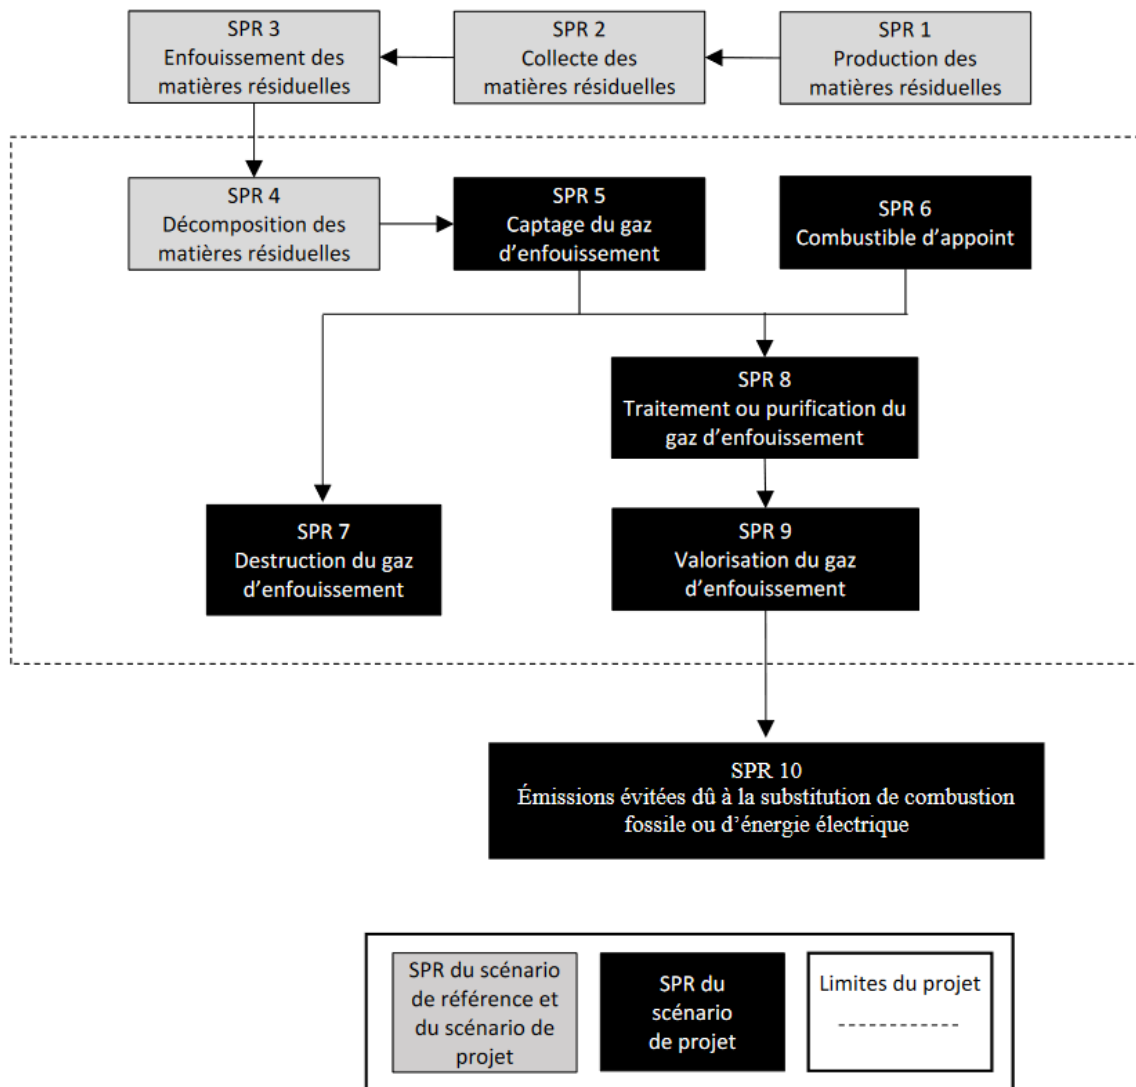 SPR 3
Enfouissement des
matières résiduelles
SPR 2
Collecte des
matières résiduelles
SPR 1
Production des
matières résiduelles
SPR 4
Décomposition des
matières résiduelles
SPR 5
Captage du gaz
d’enfouissement
SPR 6
Combustible d’appoint
SPR 8
Traitement ou purification du
gaz d’enfouissement
SPR 7
Destruction du gaz
d’enfouissement
SPR 9
Valorisation du gaz
d’enfouissement
SPR 10
Émissions évitées dû à la substitution de combustion
fossile ou d’énergie électrique
SPR du scénario
de référence et
du scénario de
projet
SPR du
scénario
de projet
Limites du projet